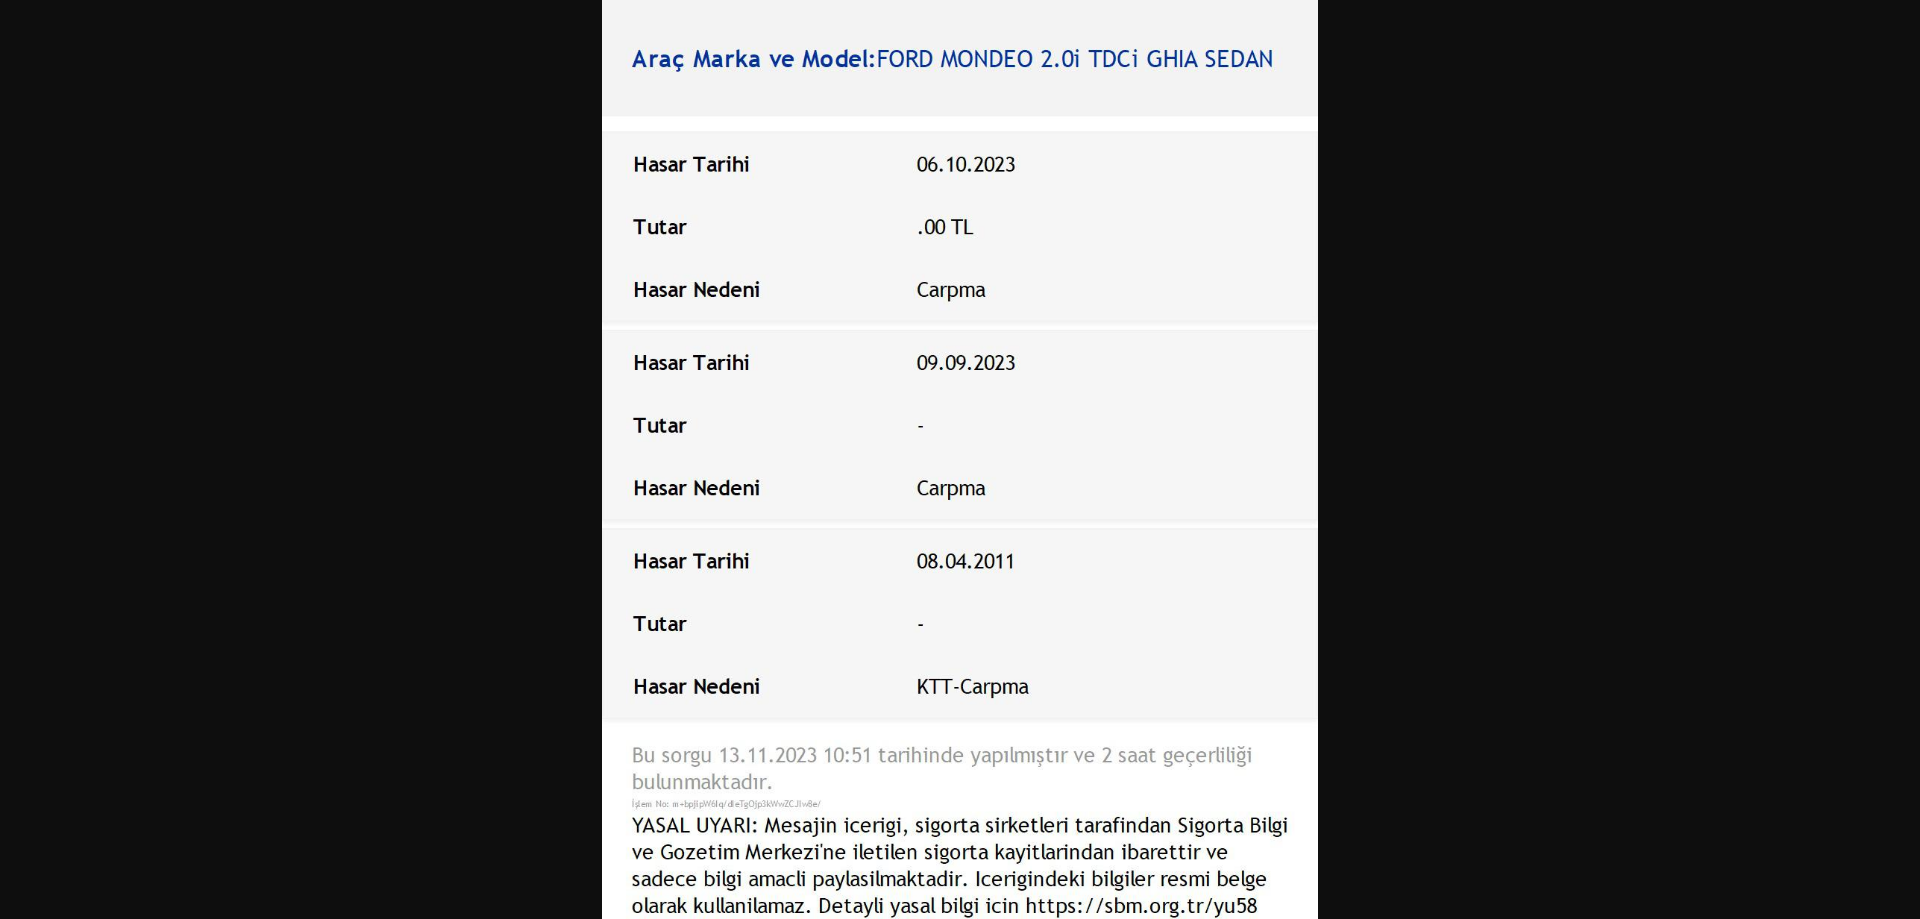 Araç Marka ve Model:FORD MONDEO 2.0i TDCi GHIA SEDAN
Hasar Tarihi 06.10.2023
Tutar .00 TL
Hasar Nedeni Carpma
Hasar Tarihi 09.09.2023
Tutar -
Hasar Nedeni Carpma
Hasar Tarihi 08.04.2011
Tutar -
Hasar Nedeni KTT-Carpma
Bu sorgu 13.11.2023 10:51 tarihinde yapılmıştır ve 2 saat geçerliliği
bulunmaktadır.
İşlem No:
YASAL UYARI: Mesajin icerigi, sigorta sirketleri tarafindan Sigorta Bilgi
ve Gozetim Merkezi'ne iletilen sigorta kayitlarindan ibarettir ve
sadece bilgi amacli paylasilmaktadir. Icerigindeki bilgiler resmi belge
olarak kullanilamaz. Detayli yasal bilgi icin https://sbm.org.tr/yu58